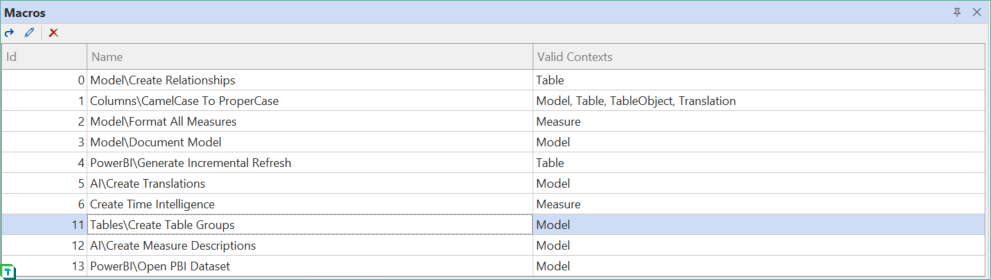 Macros
Id Name Valid Contexts
0 Model\Create Relationships Table
1 Columns\CamelCase To ProperCase Model, Table, TableObject, Translation
2 Model\Format All Measures Measure
3 Model\Document Model Model
4 PowerBI\Generate Incremental Refresh Table
5 AI\Create Translations Model
6 Create Time Intelligence Measure
11 Tables\Create Table Groups Model
12 AI\Create Measure Descriptions Model
13 PowerBI\Open PBI Dataset Model